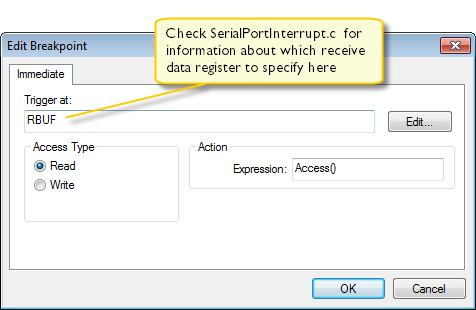 Check SerialPortInterrupt.c for
information about which receive
data register to specify here
Edit Breakpoint
Immediate
Trigger at:
RBUF
Edit...
Access Type
Read
Write
Action
Expression: Access()
OK
Cancel